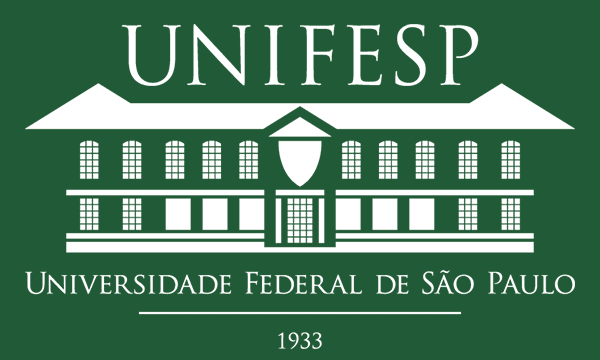 UNIFESP
Universidade Federal de São Paulo
1933